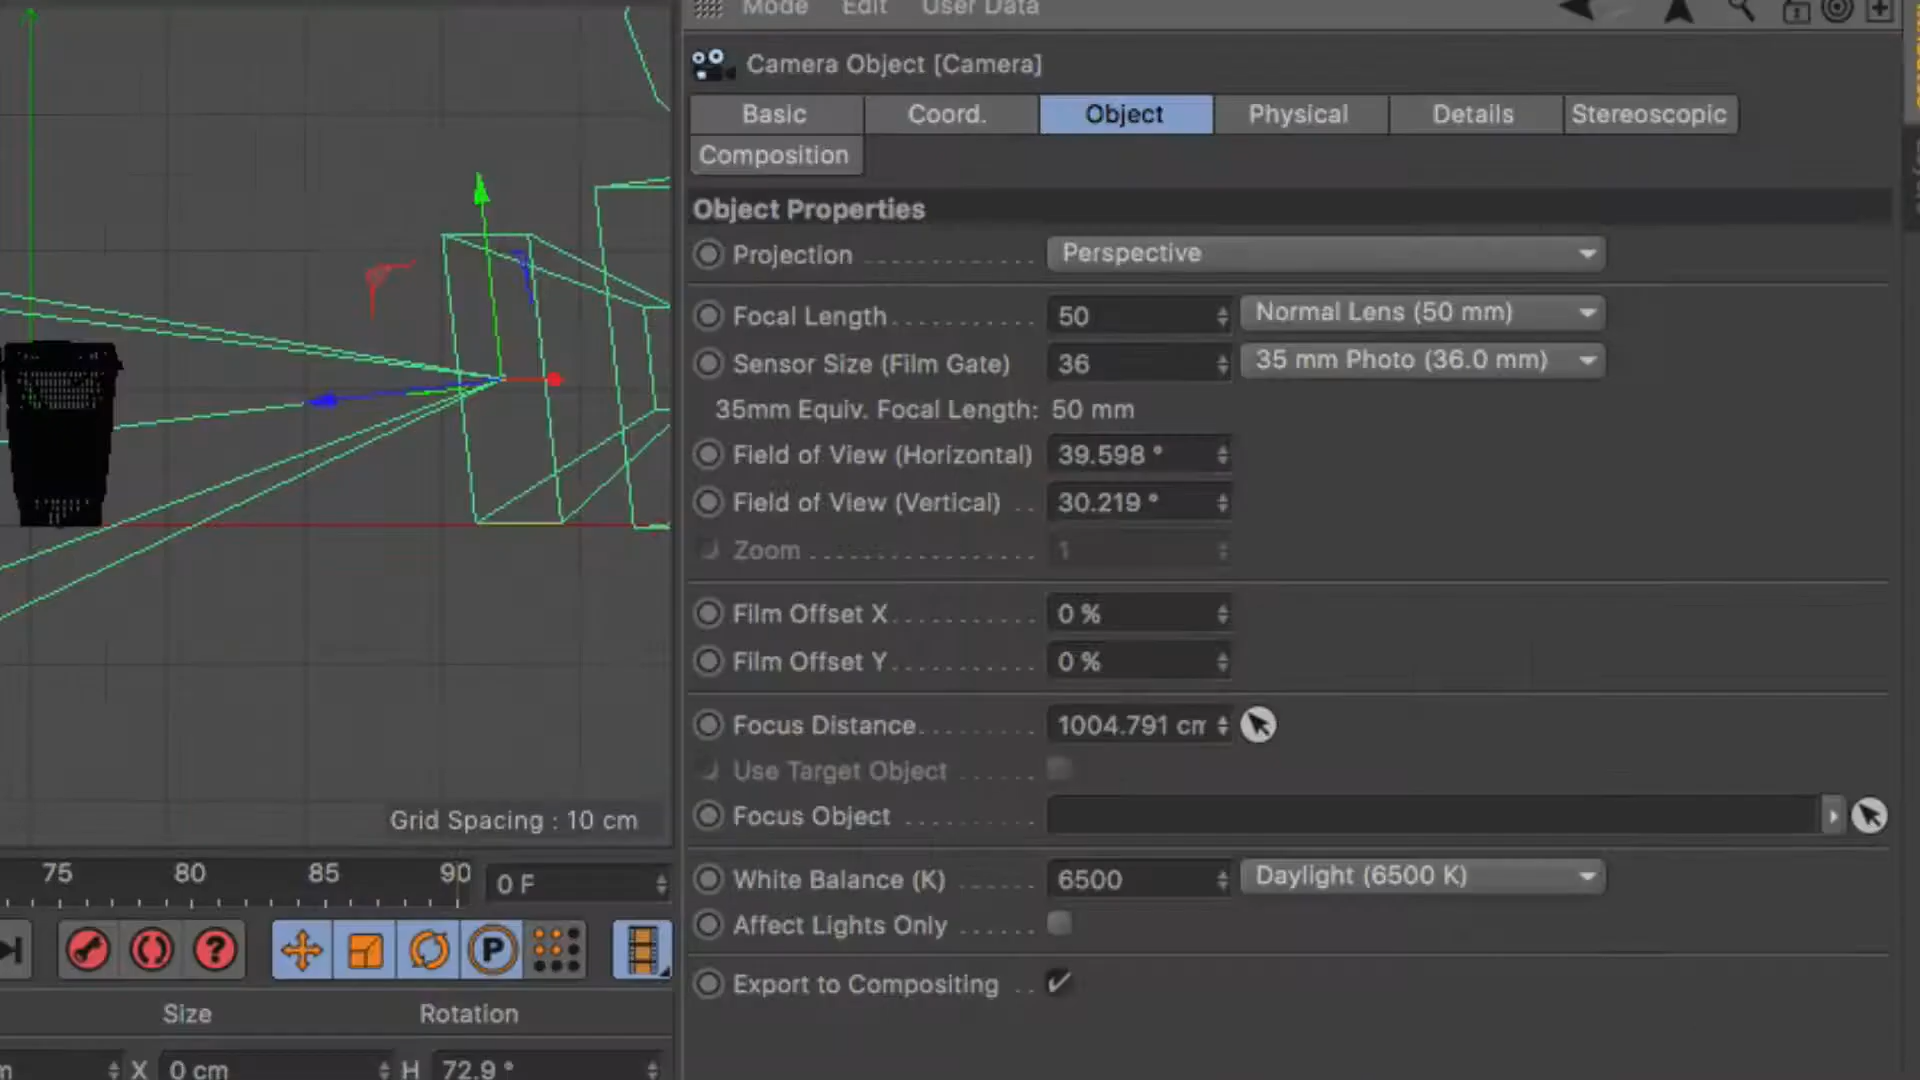 Mode Edit User Data
Camera Object [Camera]
Basic Coord. Object Physical Details Stereoscopic
Composition
Object Properties
Projection Perspective
Focal Length 50 Normal Lens (50 mm)
Sensor Size (Film Gate) 36 35 mm Photo (36.0 mm)
35mm Equiv. Focal Length: 50 mm
Field of View (Horizontal) 39.598 °
Field of View (Vertical) 30.219 °
Zoom 1
Film Offset X 0 %
Film Offset Y 0 %
Focus Distance 1004.791 cm
Use Target Object
Focus Object
White Balance (K) 6500 Daylight (6500 K)
Affect Lights Only
Export to Compositing
Grid Spacing : 10 cm
75 80 85 90 0 F
? P
Size Rotation
X 0 cm H 72.9 °